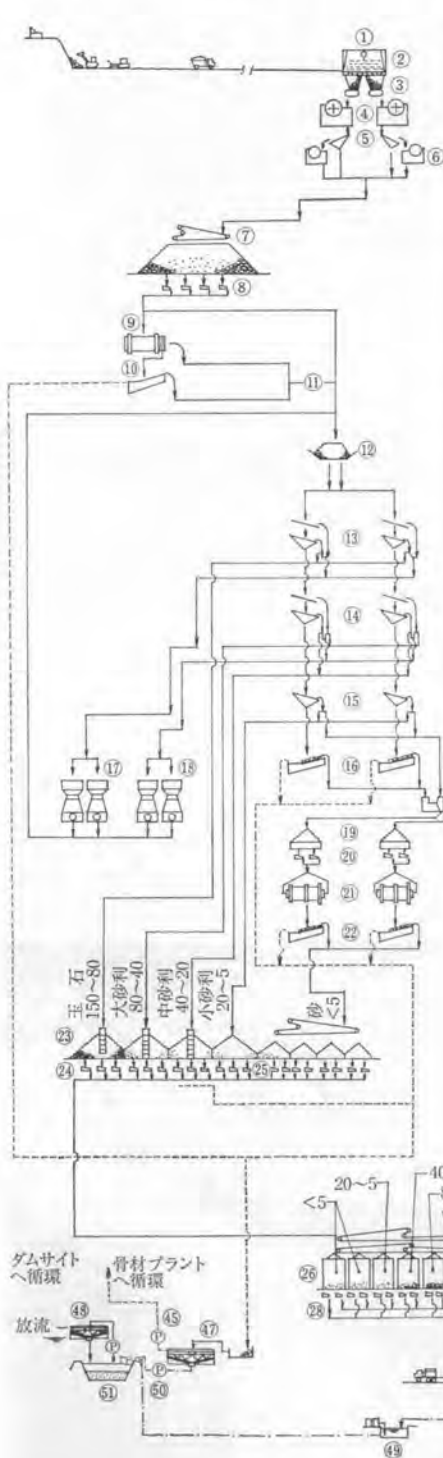 ①
②
③
④
⑤
⑥
⑦
⑧
⑨
⑩
⑪
⑫
⑬
⑭
⑮
⑯
⑰ ⑱
⑲
⑳
㉑
㉒
玉石 150~80
大砂利 80~40
中砂利 40~20
小砂利 20~5
砂 <5
㉓
㉔ ㉕
<5
20~5
40
㉖
㉘
ダムサイトへ循環
骨材プラントへ循環
放流
㊽ P
㊺ P
㊼
�51 P ㊿
㊾